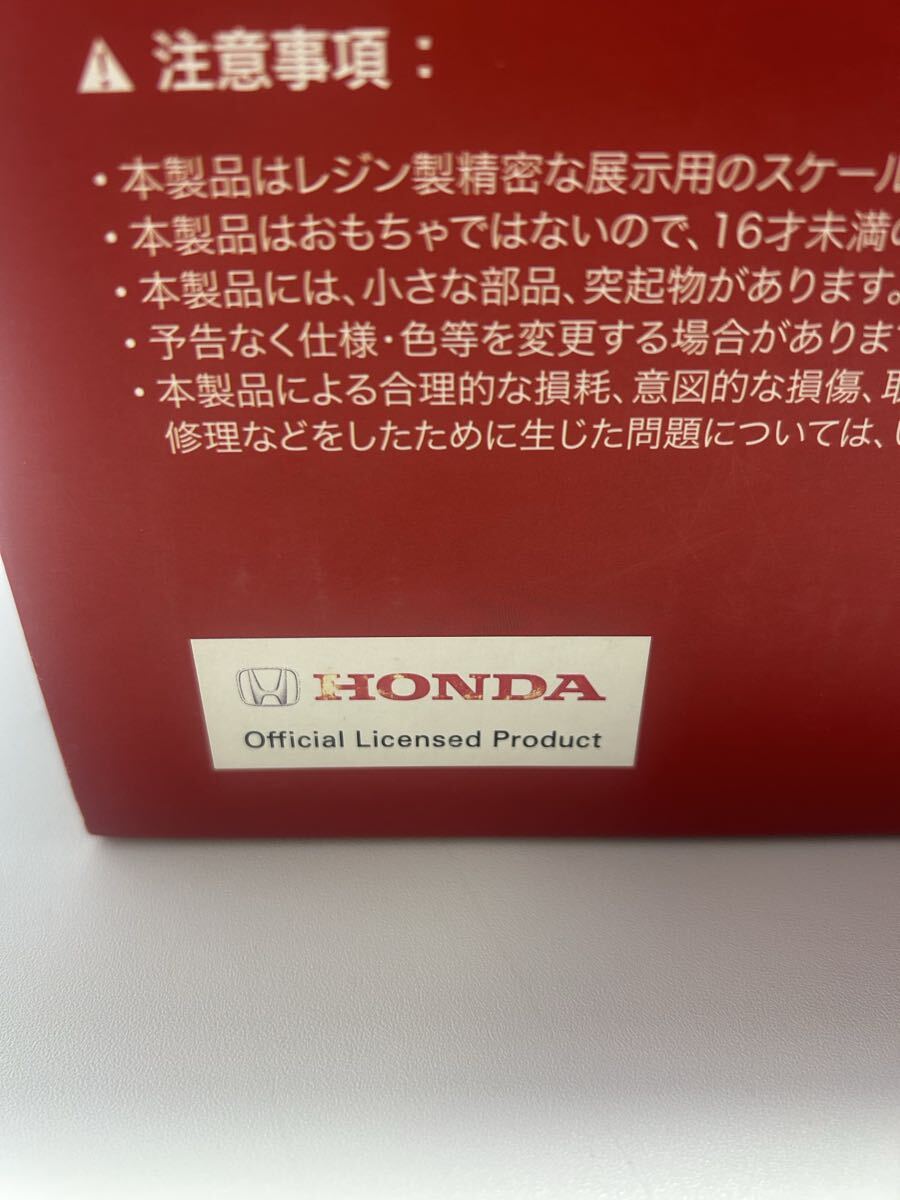 注意事項：
・本製品はレジン製精密な展示用のスケール
・本製品はおもちゃではないので、16才未満の
・本製品には、小さな部品、突起物があります。
・予告なく仕様・色等を変更する場合がありま
・本製品による合理的な損耗、意図的な損傷、
修理などをしたために生じた問題については、
HONDA
Official Licensed Product